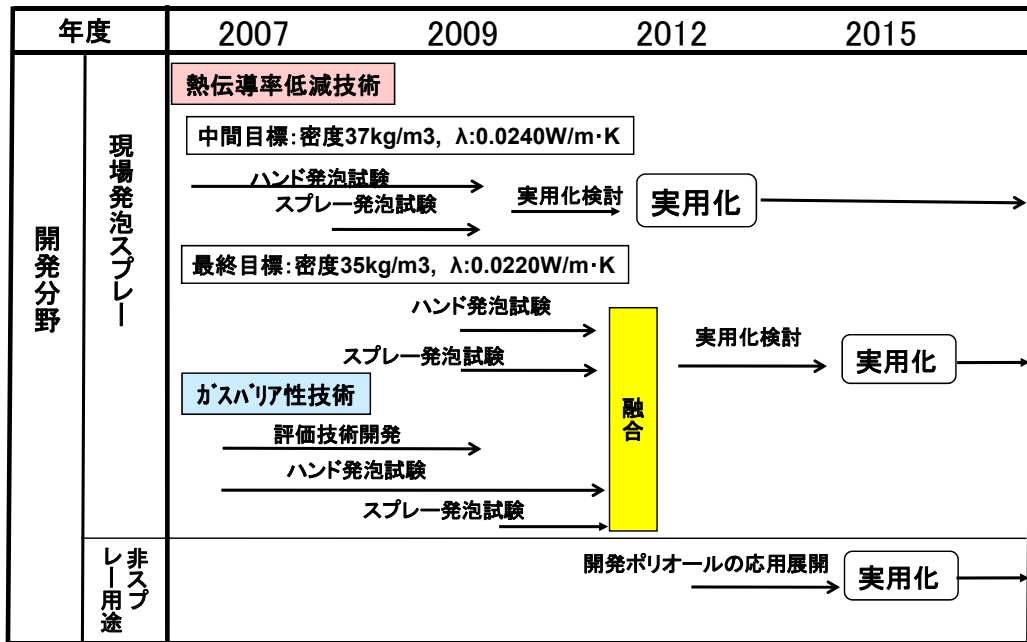 年度 2007 2009 2012 2015
開発分野
現場発泡スプレー
熱伝導率低減技術
中間目標:密度37kg/m3, λ:0.0240W/m·K
ハンド発泡試験
スプレー発泡試験
実用化検討
実用化
最終目標:密度35kg/m3, λ:0.0220W/m·K
ハンド発泡試験
スプレー発泡試験
融合
実用化検討
実用化
ガスバリア性技術
評価技術開発
ハンド発泡試験
スプレー発泡試験
非スプ
レー用途
開発ポリオールの応用展開
実用化